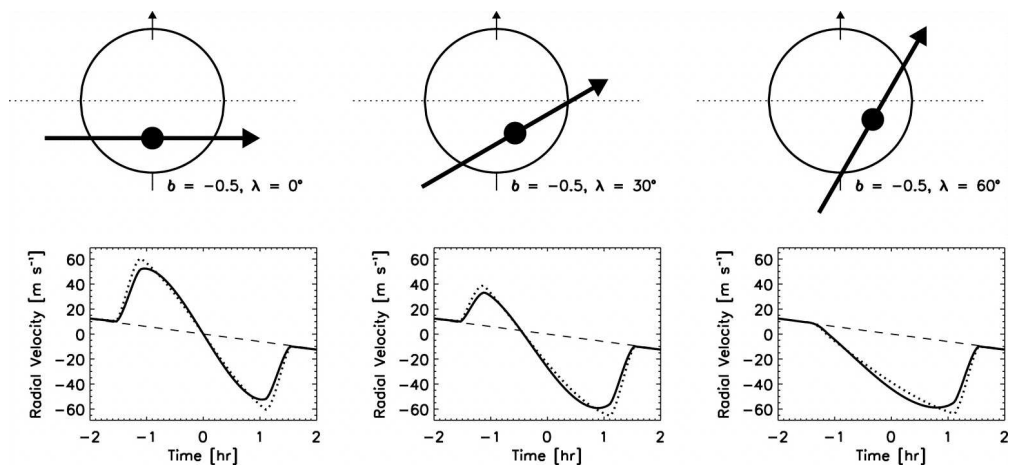 b = −0.5, λ = 0°
b = −0.5, λ = 30°
b = −0.5, λ = 60°
Radial Velocity [m s⁻¹]
60
40
20
0
−20
−40
−60
−2 −1 0 1 2
Time [hr]
Radial Velocity [m s⁻¹]
60
40
20
0
−20
−40
−60
−2 −1 0 1 2
Time [hr]
Radial Velocity [m s⁻¹]
60
40
20
0
−20
−40
−60
−2 −1 0 1 2
Time [hr]